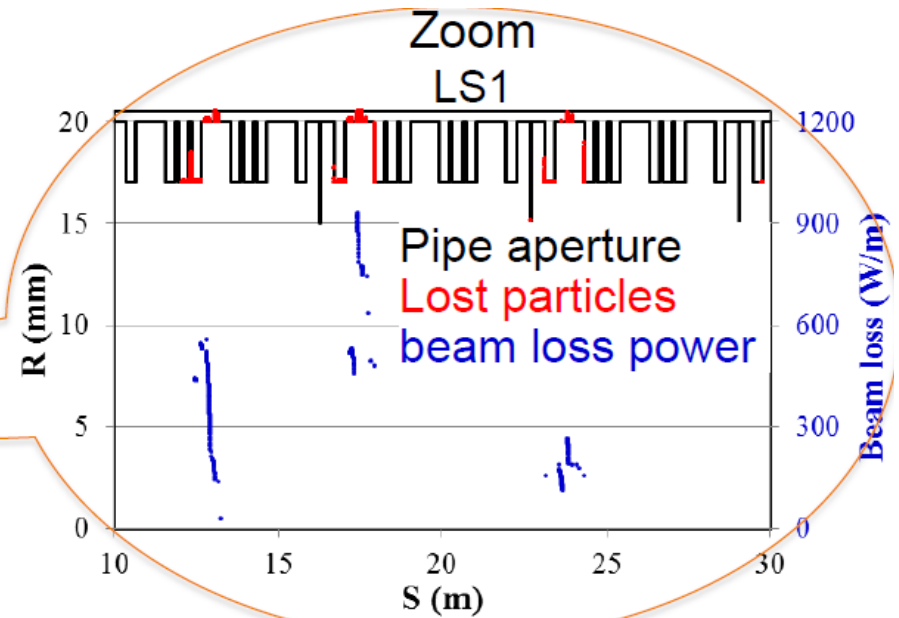 Zoom
LS1
20
15
10
5
0
R (mm)
1200
900
600
300
0
Beam loss (W/m)
Pipe aperture
Lost particles
beam loss power
10 15 20 25 30
S (m)